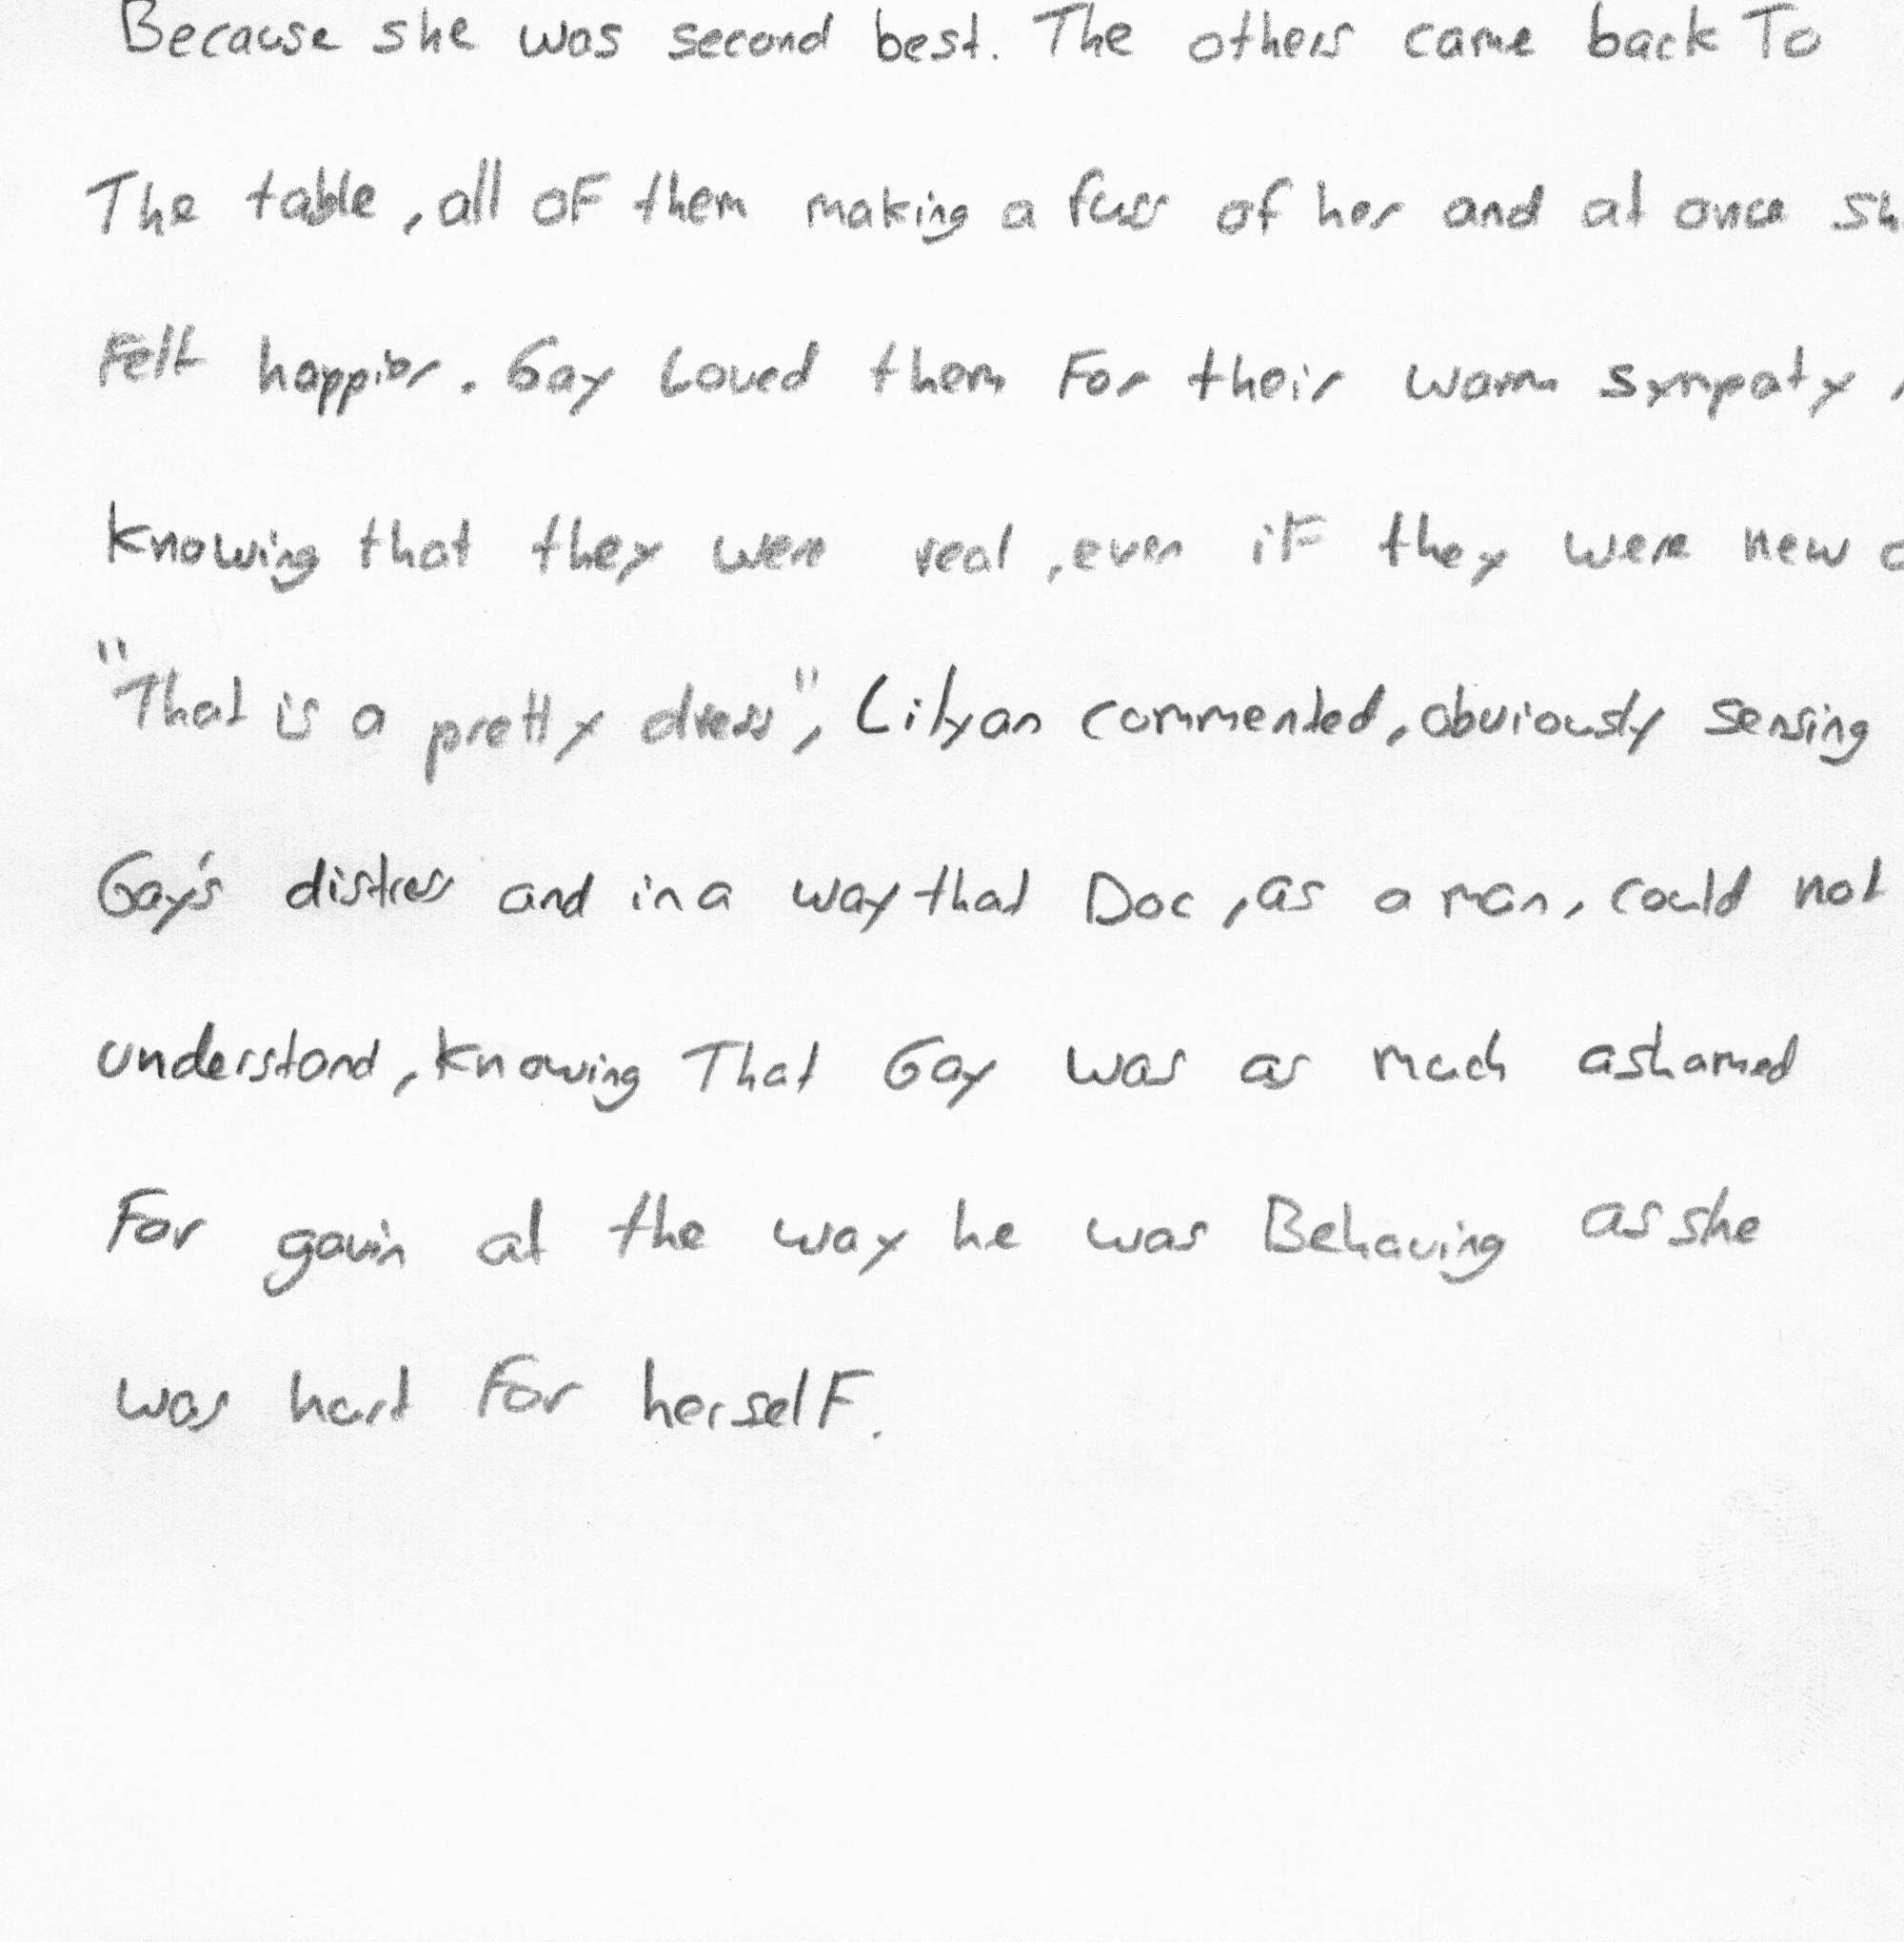 Because she was second best. The others came back To
The table, all oF them making a fuss of her and at once
Felt happier. Gay Loved them For their warm sympaty,
knowing that they were real, even iF they were new
"That is a pretty dress", Lilyan commented, obviously sensing
Gay's distress and in a way that Doc, as a man, could not
understand, knowing That Gay was as much ashamed
For gavin at the way he was Behaving as she
was hurt For herselF.